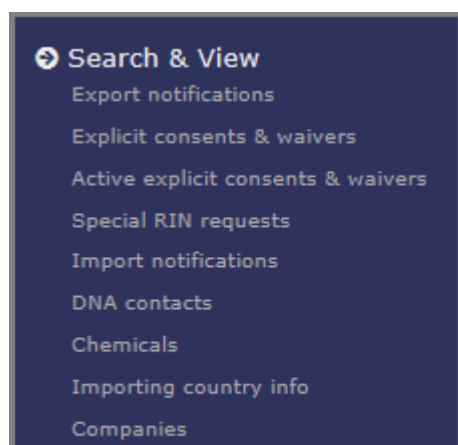 Search & View
Export notifications
Explicit consents & waivers
Active explicit consents & waivers
Special RIN requests
Import notifications
DNA contacts
Chemicals
Importing country info
Companies